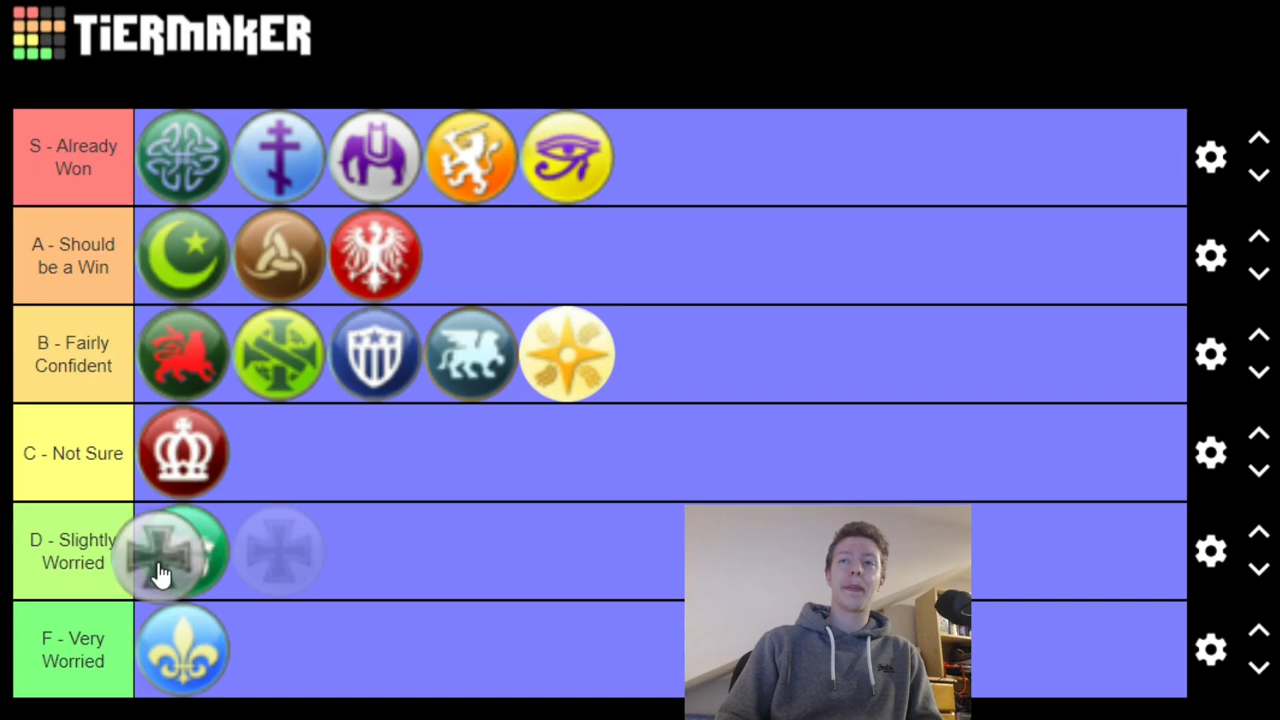 TiERMAKER
S - Already
Won
A - Should
be a Win
B - Fairly
Confident
C - Not Sure
D - Slightly
Worried
F - Very
Worried